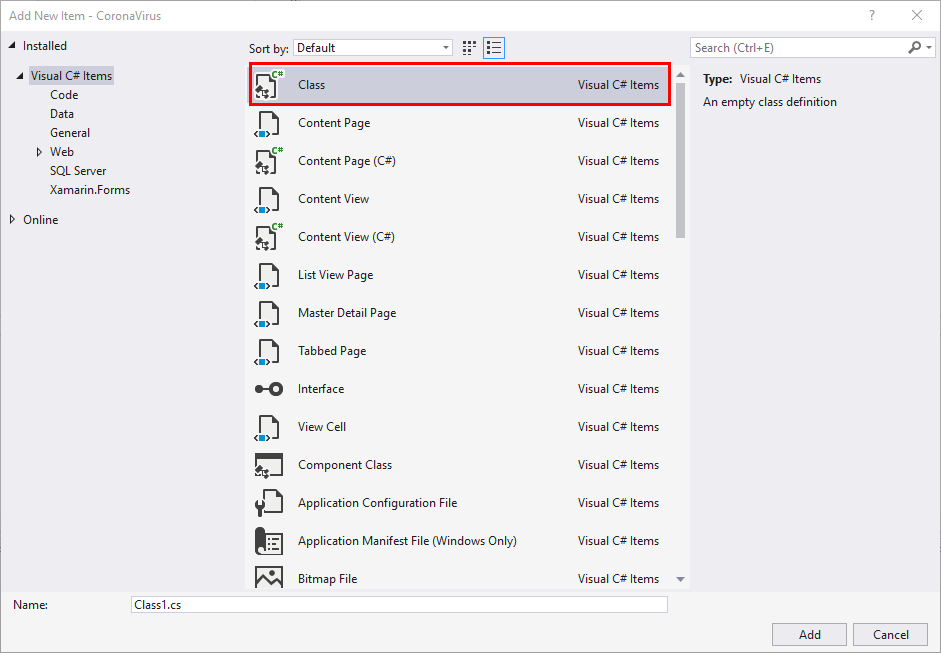 Add New Item - CoronaVirus
?
Installed
Visual C# Items
Code
Data
General
Web
SQL Server
Xamarin.Forms
Online
Sort by: Default
C# Class Visual C# Items
Content Page Visual C# Items
C# Content Page (C#) Visual C# Items
Content View Visual C# Items
C# Content View (C#) Visual C# Items
List View Page Visual C# Items
Master Detail Page Visual C# Items
Tabbed Page Visual C# Items
Interface Visual C# Items
View Cell Visual C# Items
Component Class Visual C# Items
Application Configuration File Visual C# Items
Application Manifest File (Windows Only) Visual C# Items
Bitmap File Visual C# Items
Search (Ctrl+E)
Type: Visual C# Items
An empty class definition
Name: Class1.cs
Add Cancel